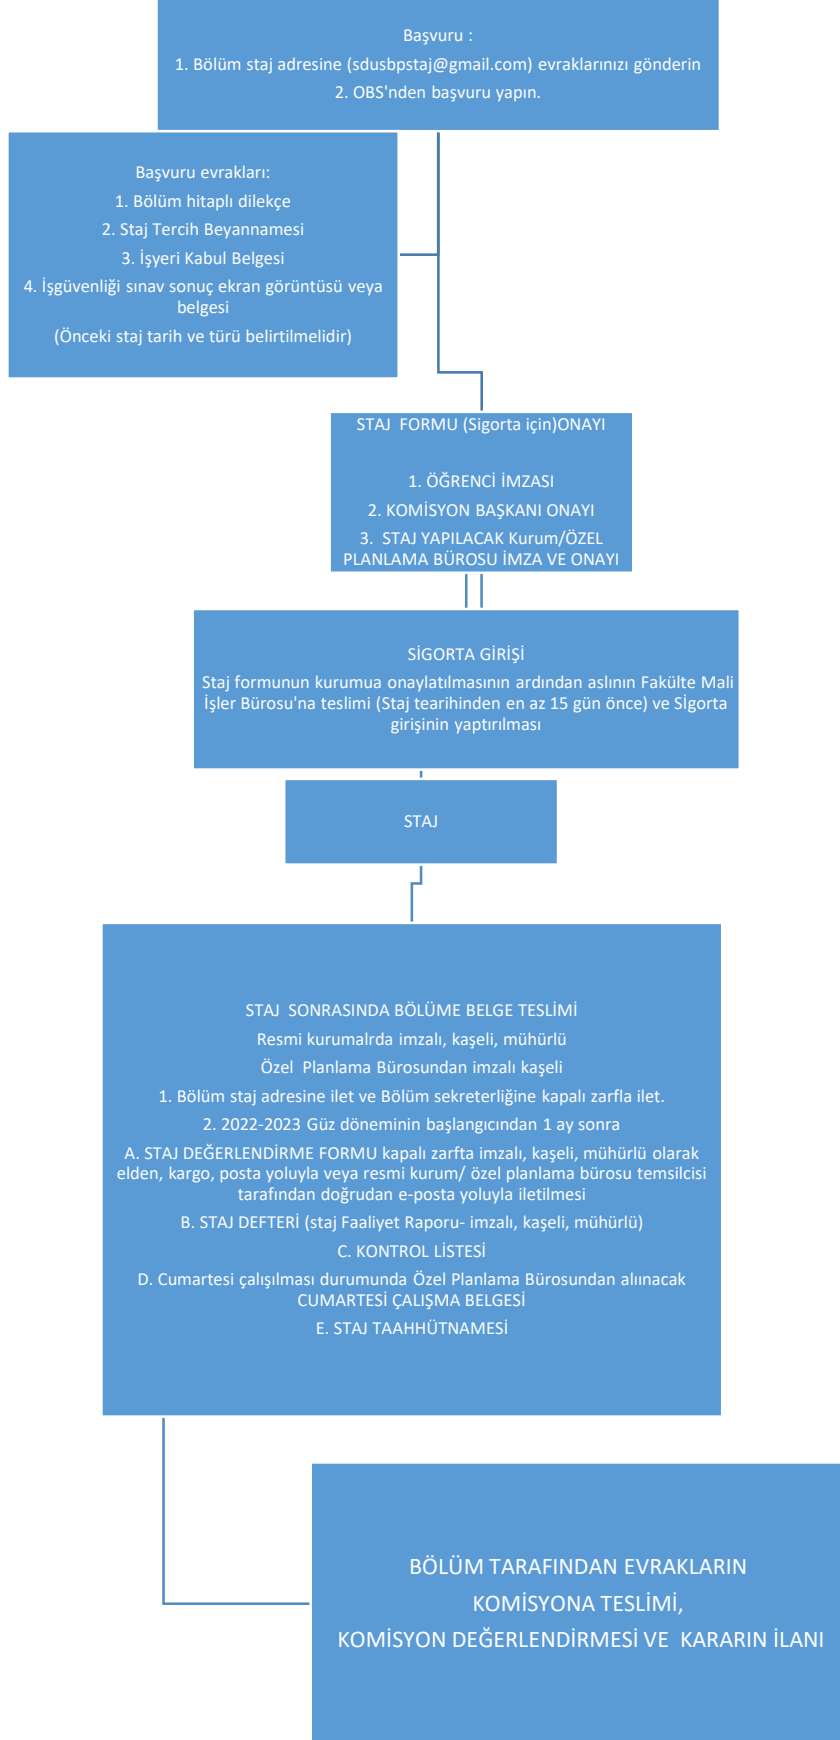 Başvuru :
1. Bölüm staj adresine (sdusbpstaj@gmail.com) evraklarınızı gönderin
2. OBS'nden başvuru yapın.
Başvuru evrakları:
1. Bölüm hitaplı dilekçe
2. Staj Tercih Beyannamesi
3. İşyeri Kabul Belgesi
4. İşgüvenliği sınav sonuç ekran görüntüsü veya
belgesi
(Önceki staj tarih ve türü belirtilmelidir)
STAJ FORMU (Sigorta için)ONAYI
1. ÖĞRENCİ İMZASI
2. KOMİSYON BAŞKANI ONAYI
3. STAJ YAPILACAK Kurum/ÖZEL
PLANLAMA BÜROSU İMZA VE ONAYI
SİGORTA GİRİŞİ
Staj formunun kurumua onaylatılmasının ardından aslının Fakülte Mali
İşler Bürosu'na teslimi (Staj tearihinden en az 15 gün önce) ve Sİgorta
girişinin yaptırılması
STAJ
STAJ SONRASINDA BÖLÜME BELGE TESLİMİ
Resmi kurumalrda imzalı, kaşeli, mühürlü
Özel Planlama Bürosundan imzalı kaşeli
1. Bölüm staj adresine ilet ve Bölüm sekreterliğine kapalı zarfla ilet.
2. 2022-2023 Güz döneminin başlangıcından 1 ay sonra
A. STAJ DEĞERLENDİRME FORMU kapalı zarfta imzalı, kaşeli, mühürlü olarak
elden, kargo, posta yoluyla veya resmi kurum/ özel planlama bürosu temsilcisi
tarafından doğrudan e-posta yoluyla iletilmesi
B. STAJ DEFTERİ (staj Faaliyet Raporu- imzalı, kaşeli, mühürlü)
C. KONTROL LİSTESİ
D. Cumartesi çalışılması durumunda Özel Planlama Bürosundan alıınacak
CUMARTESİ ÇALIŞMA BELGESİ
E. STAJ TAAHHÜTNAMESİ
BÖLÜM TARAFINDAN EVRAKLARIN
KOMİSYONA TESLİMİ,
KOMİSYON DEĞERLENDİRMESİ VE KARARIN İLANI